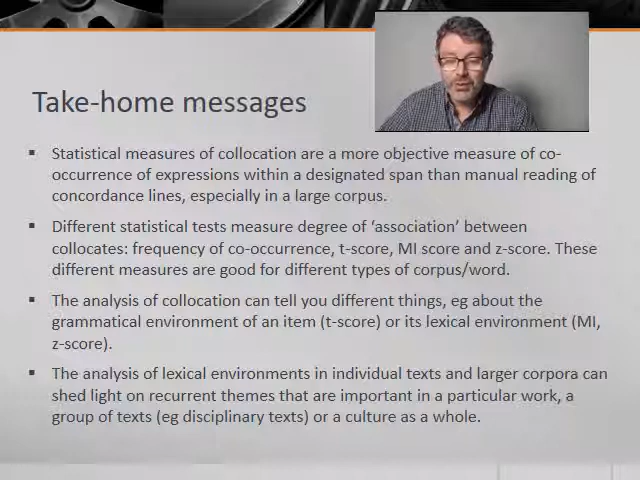 Take-home messages
▪ Statistical measures of collocation are a more objective measure of co-
occurrence of expressions within a designated span than manual reading of
concordance lines, especially in a large corpus.
▪ Different statistical tests measure degree of ‘association’ between
collocates: frequency of co-occurrence, t-score, MI score and z-score. These
different measures are good for different types of corpus/word.
▪ The analysis of collocation can tell you different things, eg about the
grammatical environment of an item (t-score) or its lexical environment (MI,
z-score).
▪ The analysis of lexical environments in individual texts and larger corpora can
shed light on recurrent themes that are important in a particular work, a
group of texts (eg disciplinary texts) or a culture as a whole.